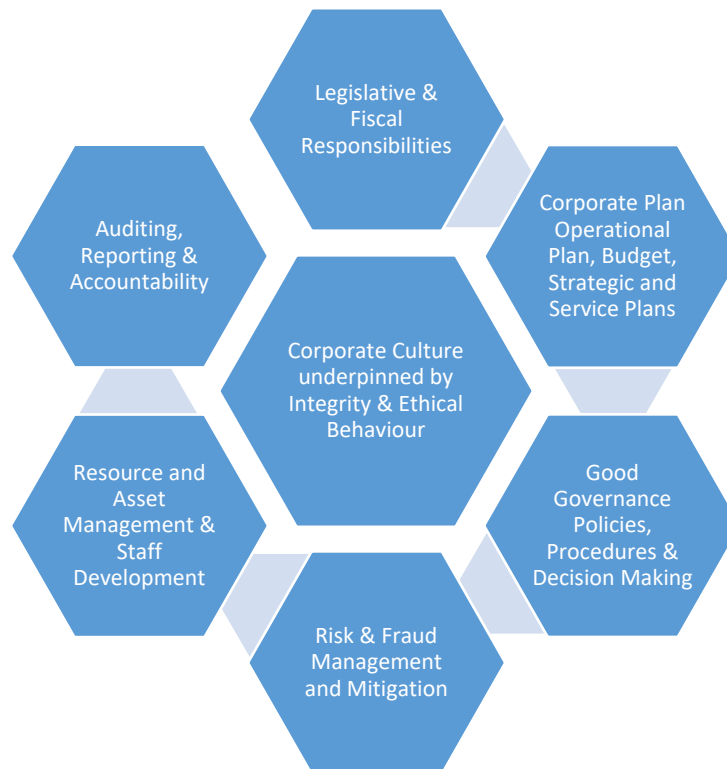 Legislative &
Fiscal
Responsibilities
Corporate Plan
Operational
Plan, Budget,
Strategic and
Service Plans
Good
Governance
Policies,
Procedures &
Decision Making
Risk & Fraud
Management
and Mitigation
Resource and
Asset
Management &
Staff
Development
Auditing,
Reporting &
Accountability
Corporate Culture
underpinned by
Integrity & Ethical
Behaviour